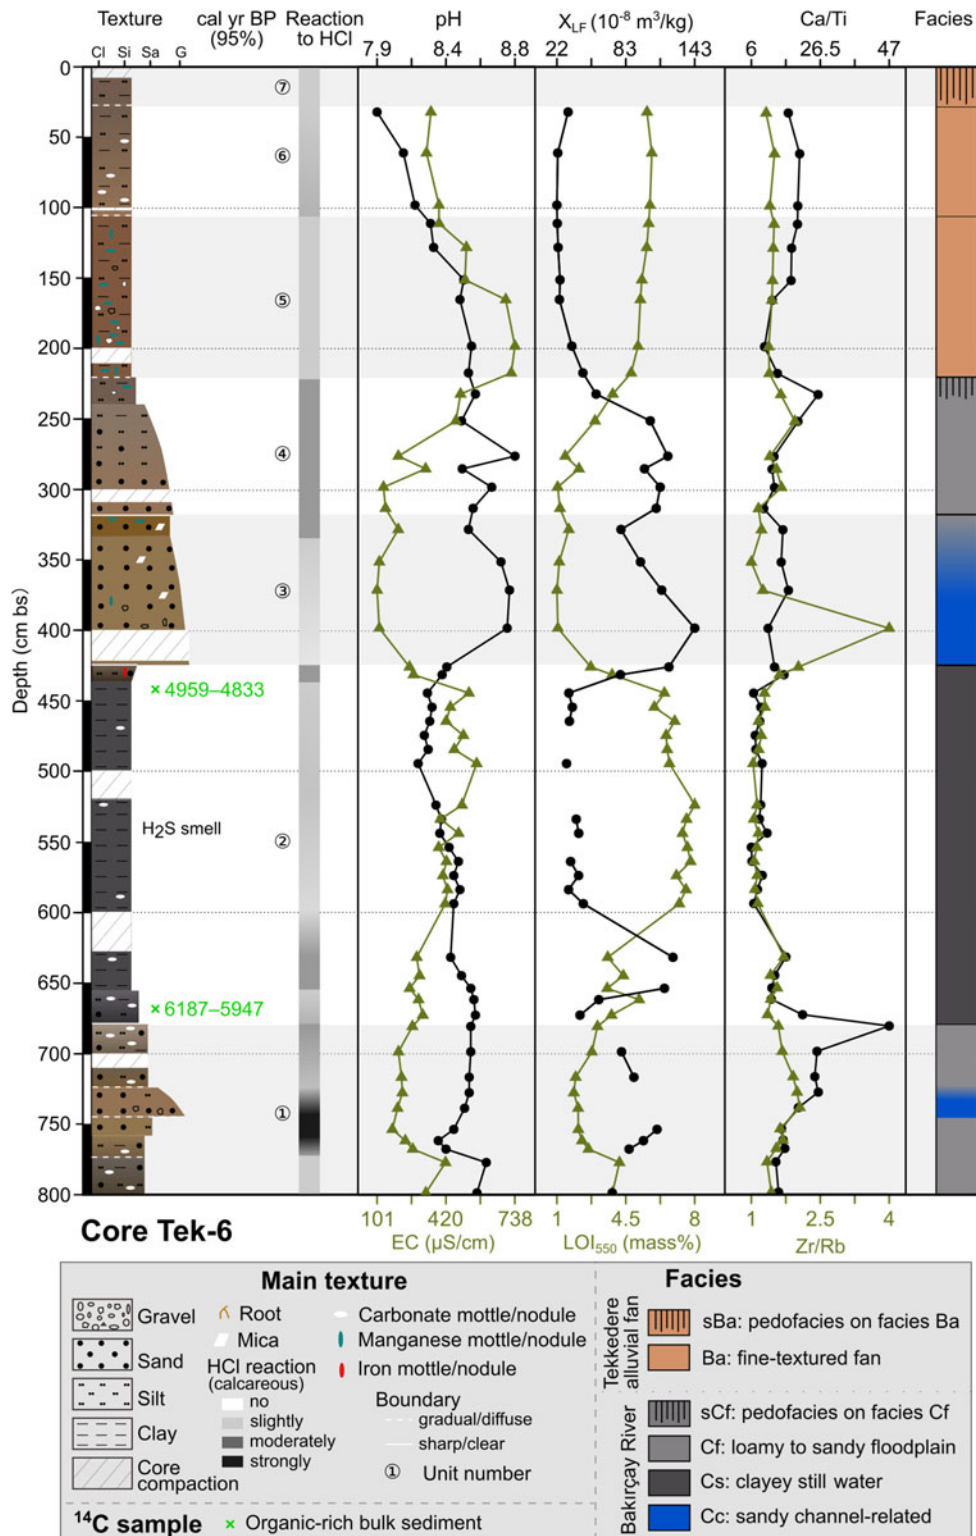 Texture cal yr BP Reaction pH X_LF (10⁻⁸ m³/kg) Ca/Ti Facies
(95%) to HCl
Cl Si Sa G 7.9 8.4 8.8 22 83 143 6 26.5 47
0
⑦
50
⑥
100
150
⑤
200
250
④
300
350
③
400
× 4959–4833
450
500
H₂S smell
②
550
600
650
× 6187–5947
700
①
750
800
Depth (cm bs)
101 420 738 1 4.5 8 1 2.5 4
Core Tek-6 EC (µS/cm) LOI₅₅₀ (mass%) Zr/Rb
Main texture
Gravel
Sand
Silt
Clay
Core
compaction
Root
Mica
HCl reaction
(calcareous)
no
slightly
moderately
strongly
Carbonate mottle/nodule
Manganese mottle/nodule
Iron mottle/nodule
Boundary
gradual/diffuse
sharp/clear
① Unit number
¹⁴C sample × Organic-rich bulk sediment
Facies
Tekkedere
alluvial fan
sBa: pedofacies on facies Ba
Ba: fine-textured fan
Bakırçay River
sCf: pedofacies on facies Cf
Cf: loamy to sandy floodplain
Cs: clayey still water
Cc: sandy channel-related